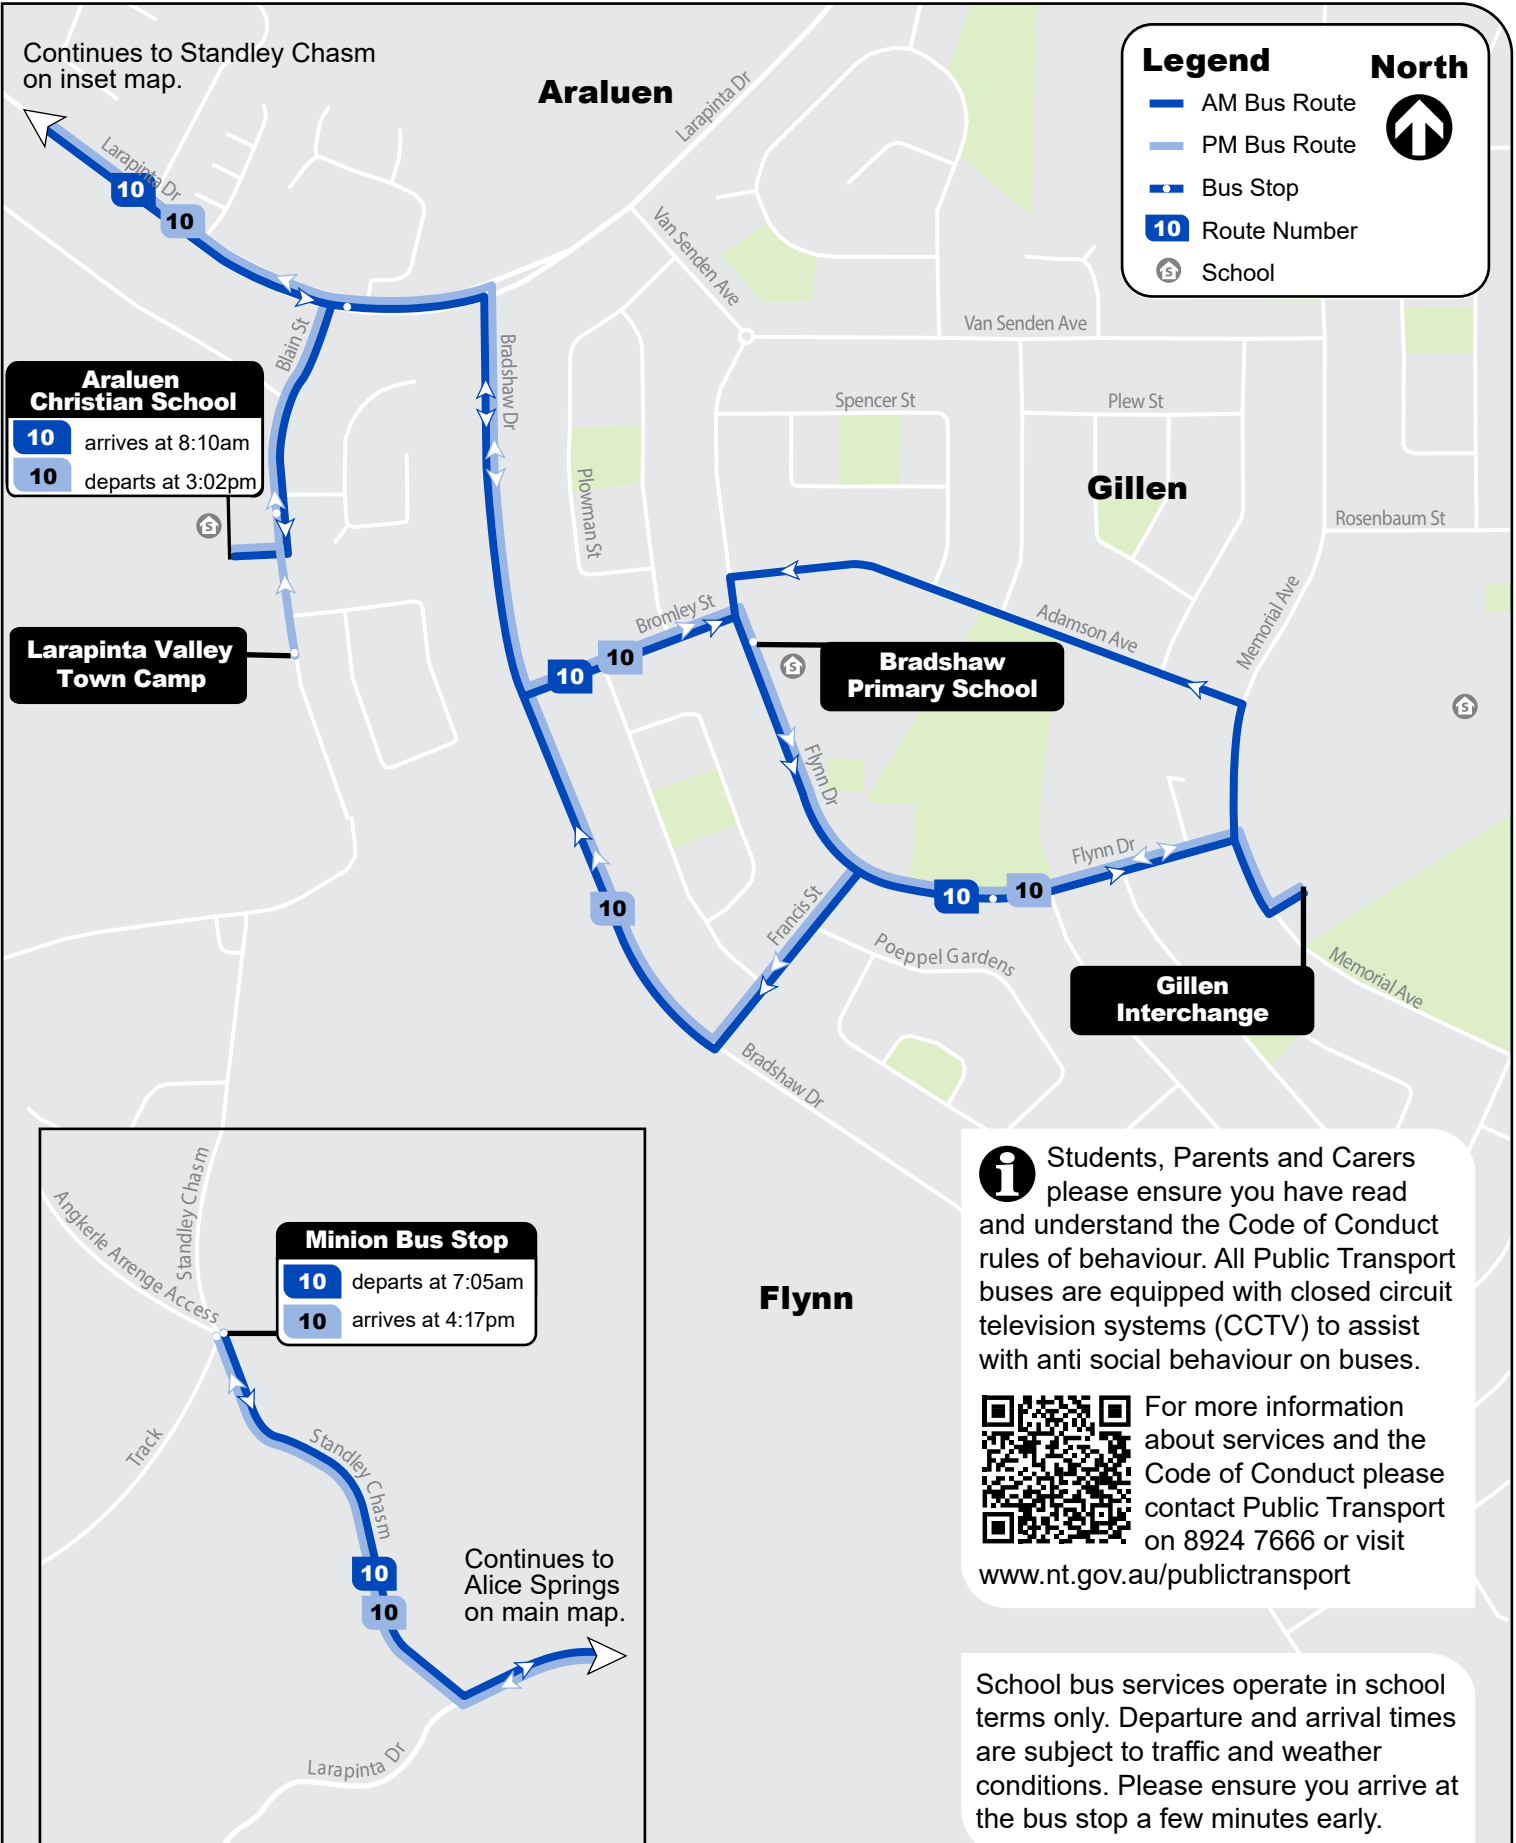 Continues to Standley Chasm
on inset map.
Araluen
Larapinta Dr
Legend
North
AM Bus Route
PM Bus Route
Bus Stop
10 Route Number
S School
Larapinta Dr
10
10
Van Senden Ave
Van Senden Ave
Blain St
Bradshaw Dr
Araluen
Christian School
10 arrives at 8:10am
10 departs at 3:02pm
S
Spencer St
Plew St
Gillen
Plowman St
Rosenbaum St
Bromley St
Adamson Ave
Memorial Ave
Larapinta Valley
Town Camp
10
10
S
Bradshaw
Primary School
S
Flynn Dr
Flynn Dr
10
10
10
Francis St
Poeppel Gardens
Memorial Ave
Gillen
Interchange
Bradshaw Dr
Standley Chasm
Angkerle Arrenge Access
Minion Bus Stop
10 departs at 7:05am
10 arrives at 4:17pm
Track
Standley Chasm
10
10
Continues to
Alice Springs
on main map.
Larapinta Dr
Flynn
i Students, Parents and Carers
please ensure you have read
and understand the Code of Conduct
rules of behaviour. All Public Transport
buses are equipped with closed circuit
television systems (CCTV) to assist
with anti social behaviour on buses.
For more information
about services and the
Code of Conduct please
contact Public Transport
on 8924 7666 or visit
www.nt.gov.au/publictransport
School bus services operate in school
terms only. Departure and arrival times
are subject to traffic and weather
conditions. Please ensure you arrive at
the bus stop a few minutes early.